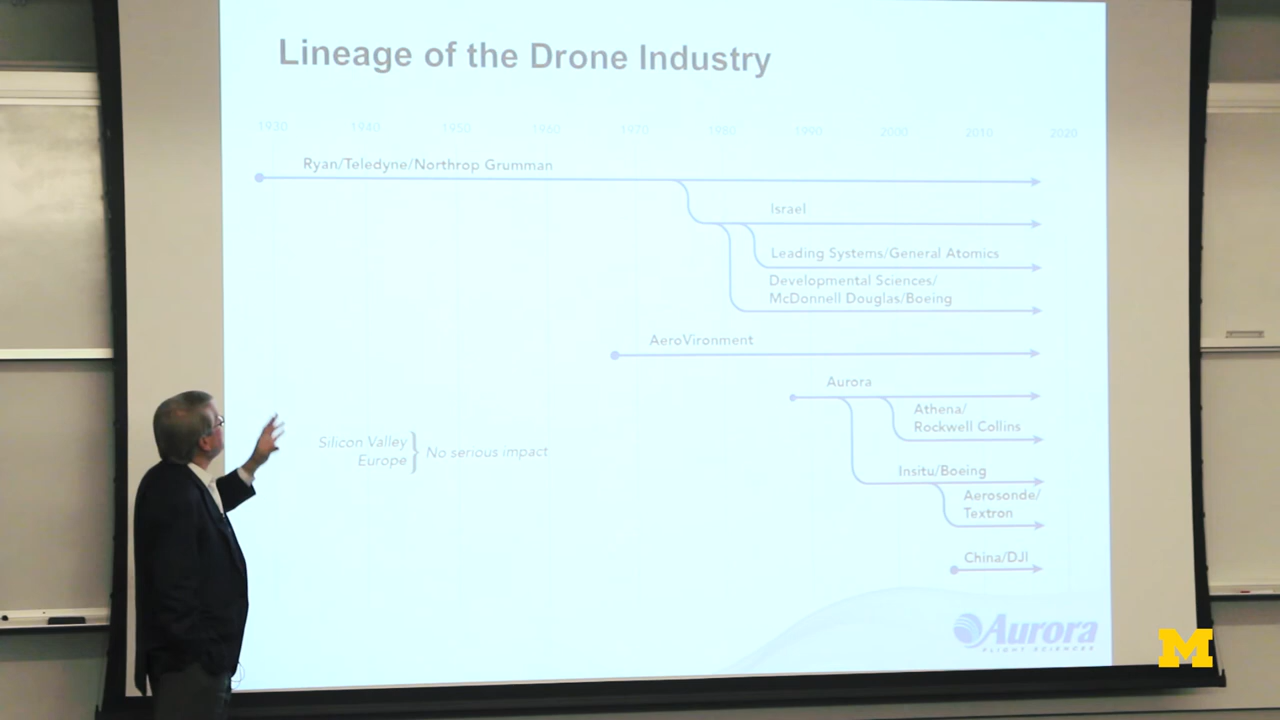 Lineage of the Drone Industry
1930 1940 1950 1960 1970 1980 1990 2000 2010 2020
Ryan/Teledyne/Northrop Grumman
Israel
Leading Systems/General Atomics
Developmental Sciences/
McDonnell Douglas/Boeing
AeroVironment
Aurora
Athena/
Rockwell Collins
Silicon Valley
Europe
No serious impact
Insitu/Boeing
Aerosonde/
Textron
China/DJI
Aurora
FLIGHT SCIENCES
M